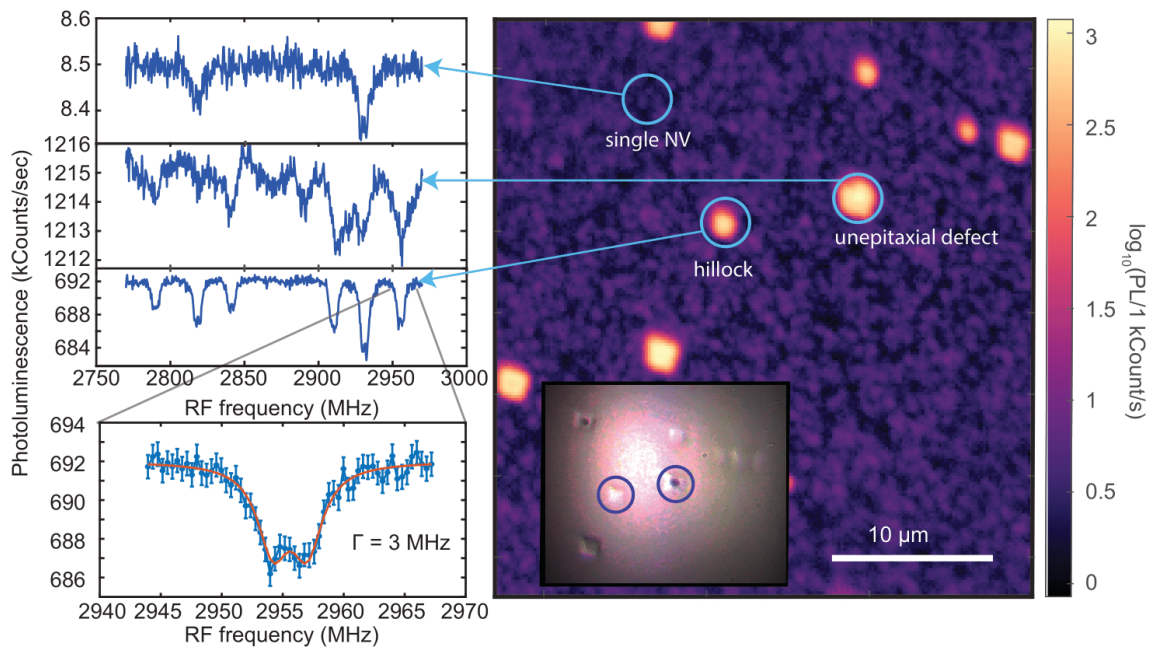 Photoluminescence (kCounts/sec)
8.6
8.5
8.4
1216
1215
1214
1213
1212
692
688
684
2750 2800 2850 2900 2950 3000
RF frequency (MHz)
694
692
690
688
686
685
Γ = 3 MHz
2940 2945 2950 2955 2960 2965 2970
RF frequency (MHz)
single NV
unepitaxial defect
hillock
10 µm
3
2.5
2
1.5
1
0.5
0
log₁₀(PL/1 kCount/s)